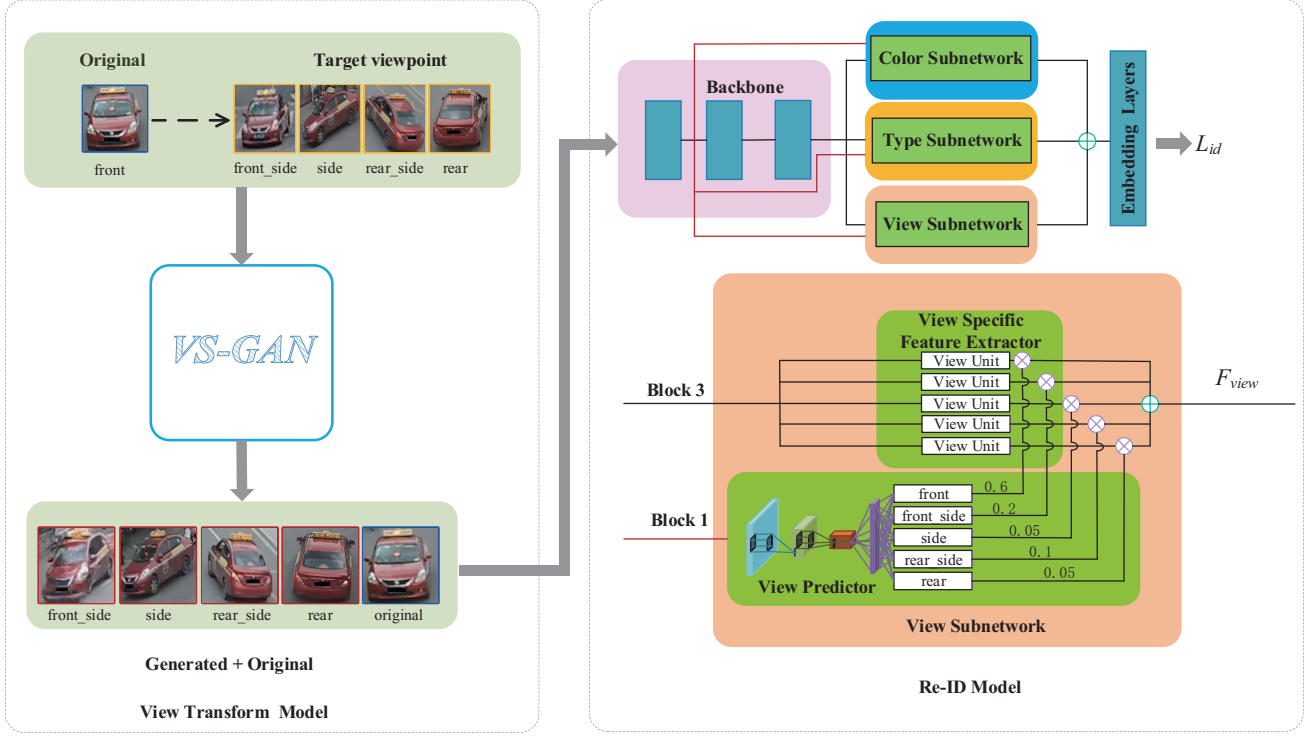 Original
Target viewpoint
front
front_side
side
rear_side
rear
VS-GAN
front_side
side
rear_side
rear
original
Generated + Original
View Transform Model
Backbone
Color Subnetwork
Type Subnetwork
View Subnetwork
Embedding Layers
L_id
View Specific
Feature Extractor
View Unit
View Unit
View Unit
View Unit
View Unit
Block 3
F_view
Block 1
front
0.6
front_side
0.2
side
0.05
rear_side
0.1
rear
0.05
View Predictor
View Subnetwork
Re-ID Model